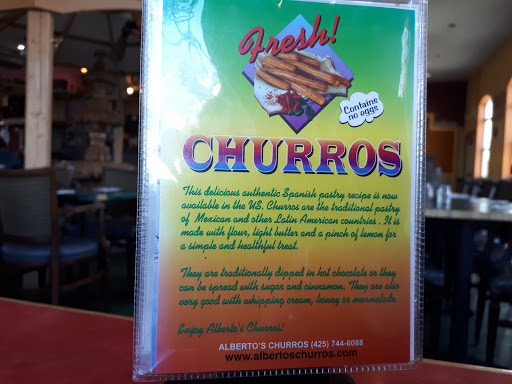 Fresh!
Contains
no eggs
CHURROS
This delicious authentic Spanish pastry recipe is now
available in the US. Churros are the traditional pastry
of Mexican and other Latin American countries . It is
made with flour, light butter and a pinch of lemon for
a simple and healthful treat.
They are traditionally dipped in hot chocolate or they
can be spread with sugar and cinnamon. They are also
very good with whipping cream, honey or marmalade.
Enjoy Alberto's Churros!
ALBERTO'S CHURROS (425) 744-6088
www.albertoschurros.com